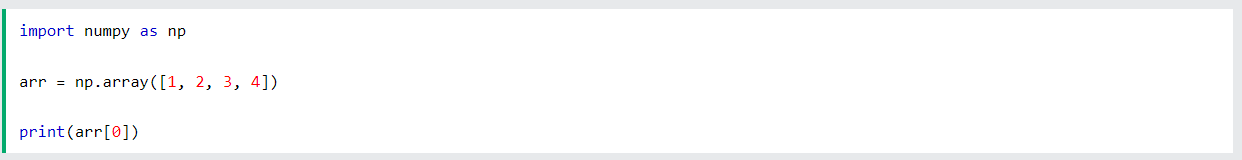 import numpy as np
arr = np.array([1, 2, 3, 4])
print(arr[0])